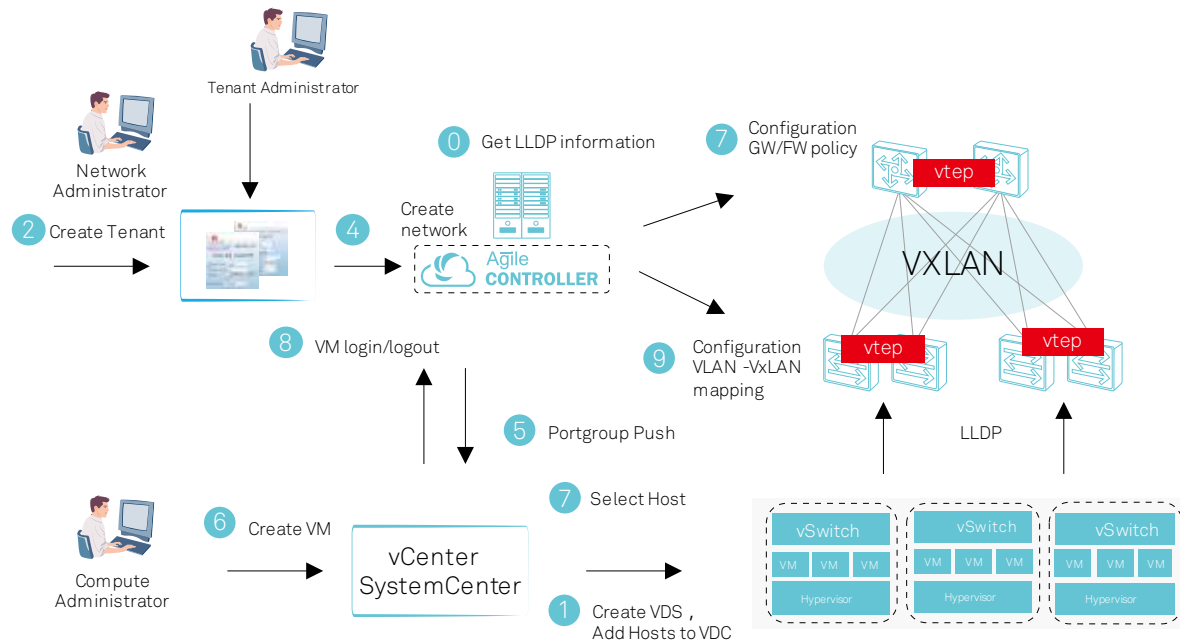 Tenant Administrator
Network
Administrator
2 Create Tenant
0 Get LLDP information
Create
network
4
Agile
CONTROLLER
7 Configuration
GW/FW policy
vtep
VXLAN
vtep
vtep
8 VM login/logout
9 Configuration
VLAN -VxLAN
mapping
5 Portgroup Push
LLDP
Compute
Administrator
6 Create VM
vCenter
SystemCenter
7 Select Host
1 Create VDS ,
Add Hosts to VDC
vSwitch
VM VM VM
Hypervisor
vSwitch
VM VM VM
Hypervisor
vSwitch
VM VM VM
Hypervisor